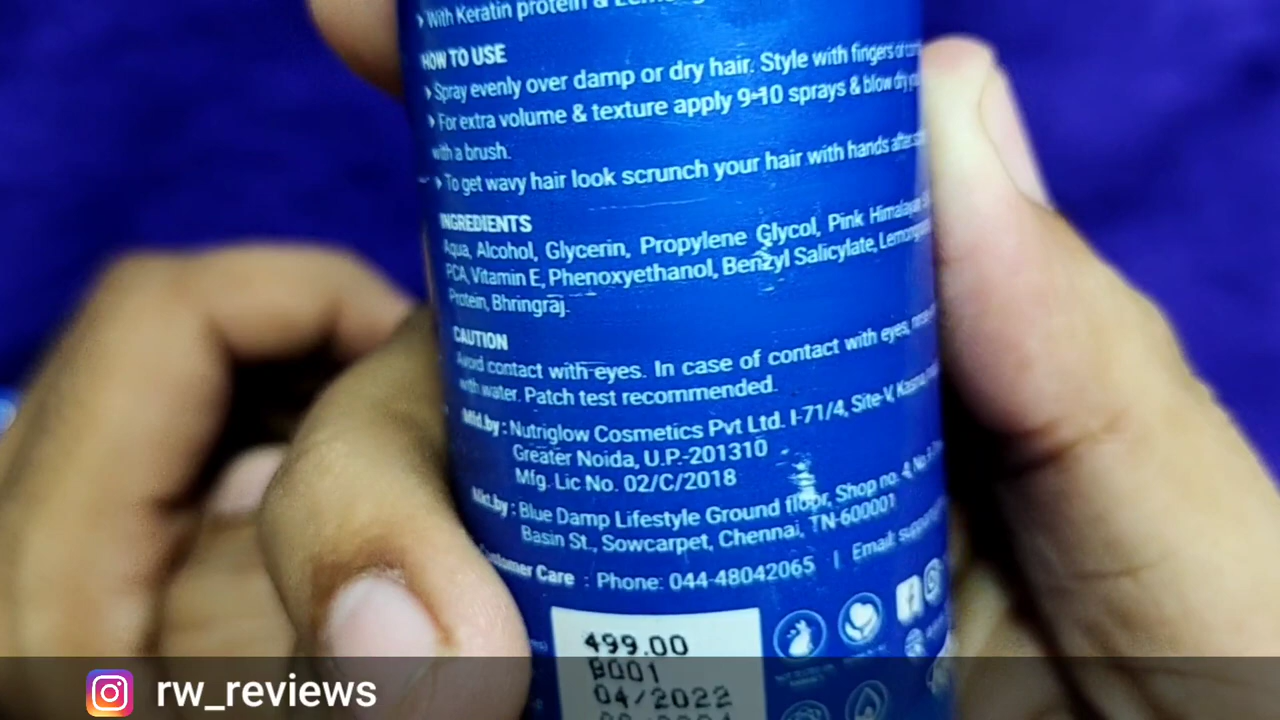 With Keratin protein &
HOW TO USE
Spray evenly over damp or dry hair. Style with fingers or
For extra volume & texture apply 9-10 sprays & blow dry
with a brush.
To get wavy hair look scrunch your hair with hands after
INGREDIENTS
Aqua, Alcohol, Glycerin, Propylene Glycol, Pink
PCA, Vitamin E, Phenoxyethanol, Benzyl Salicylate,
Protein, Bhringraj.
CAUTION
Avoid contact with eyes. In case of contact with eyes,
with water. Patch test recommended.
Mfd.by : Nutriglow Cosmetics Pvt Ltd. I-71/4, Site-V,
Greater Noida, U.P.-201310
Mfg. Lic No. 02/C/2018
Mkt.by : Blue Damp Lifestyle Ground floor, Shop no. 4,
Basin St., Sowcarpet, Chennai, TN-600001
Customer Care : Phone: 044-48042065 | Email:
499.00
B001
04/2022
rw_reviews